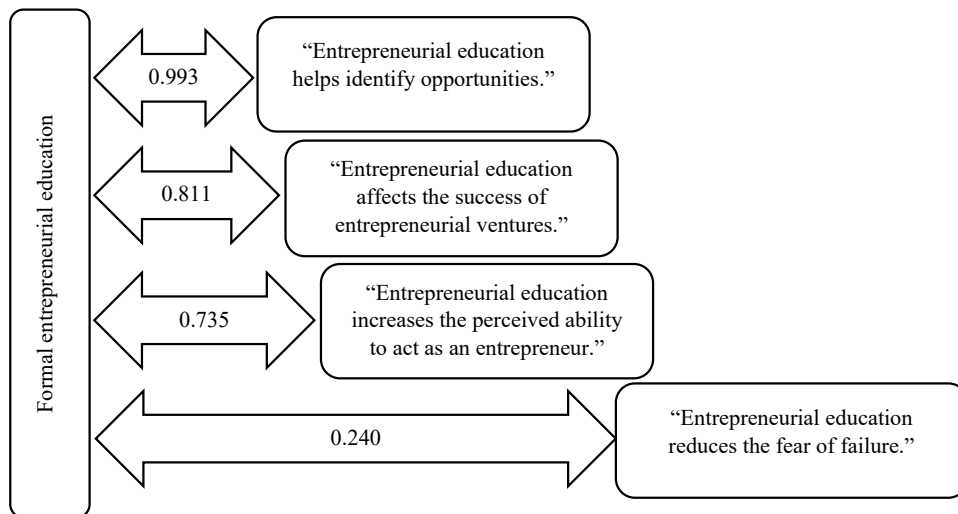 Formal entrepreneurial education
0.993
“Entrepreneurial education
helps identify opportunities.”
0.811
“Entrepreneurial education
affects the success of
entrepreneurial ventures.”
0.735
“Entrepreneurial education
increases the perceived ability
to act as an entrepreneur.”
0.240
“Entrepreneurial education
reduces the fear of failure.”